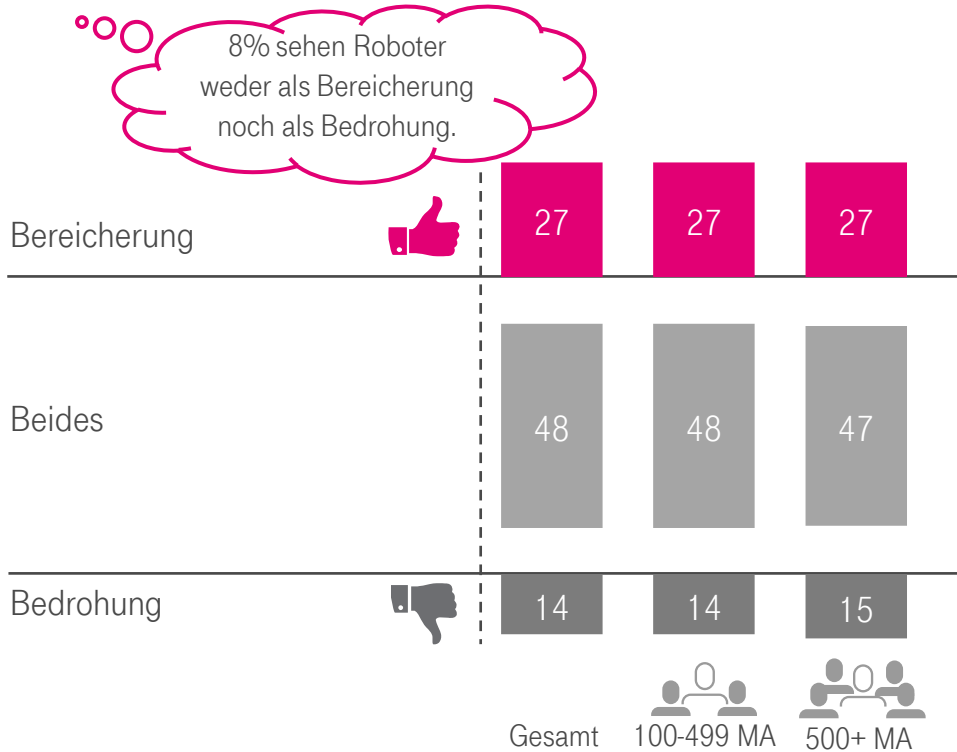 8% sehen Roboter
weder als Bereicherung
noch als Bedrohung.
Bereicherung 27 27 27
Beides 48 48 47
Bedrohung 14 14 15
Gesamt 100-499 MA 500+ MA